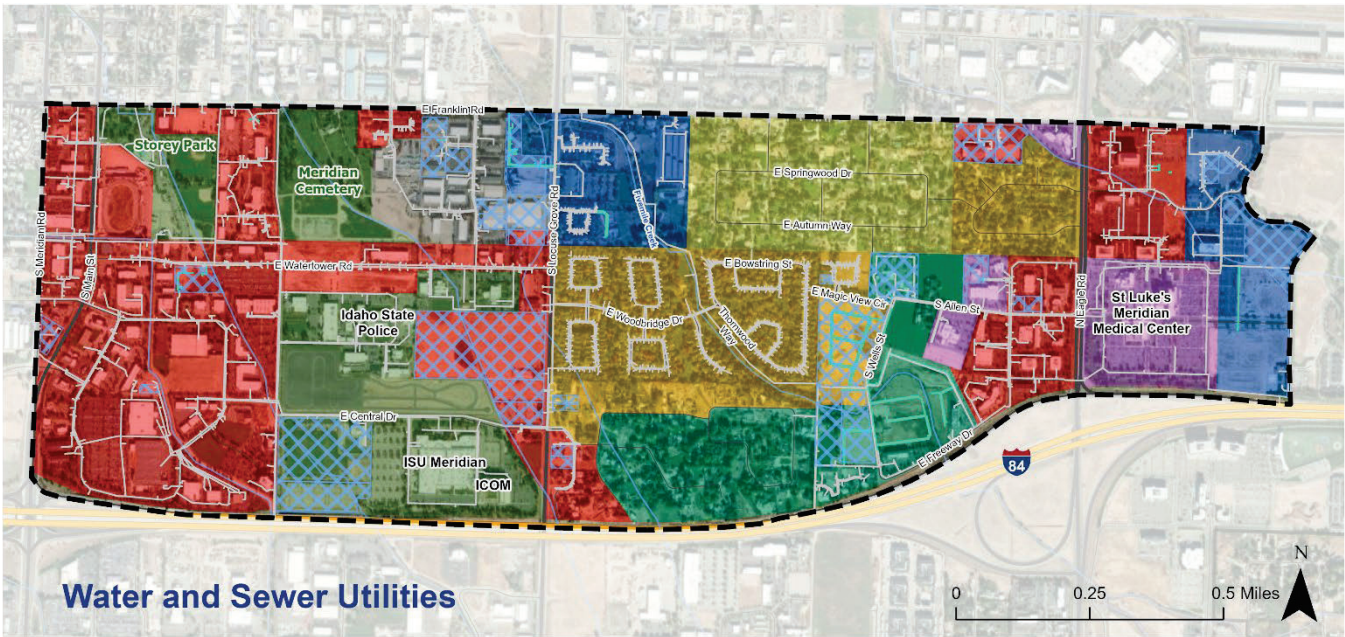 E Franklin Rd
Storey Park
Meridian
Cemetery
E Springwood Dr
Fivemile Creek
S Locust Grove Rd
E Autumn Way
S Meridian Rd
S Main St
E Watertower Rd
E Bowstring St
E Magic View Cir
S Allen St
N Eagle Rd
St Luke's
Meridian
Medical Center
Idaho State
Police
E Woodbridge Dr
Thornwood
Way
S Wells St
E Central Dr
ISU Meridian
ICOM
E Freeway Dr
84
Water and Sewer Utilities
N
0 0.25 0.5 Miles